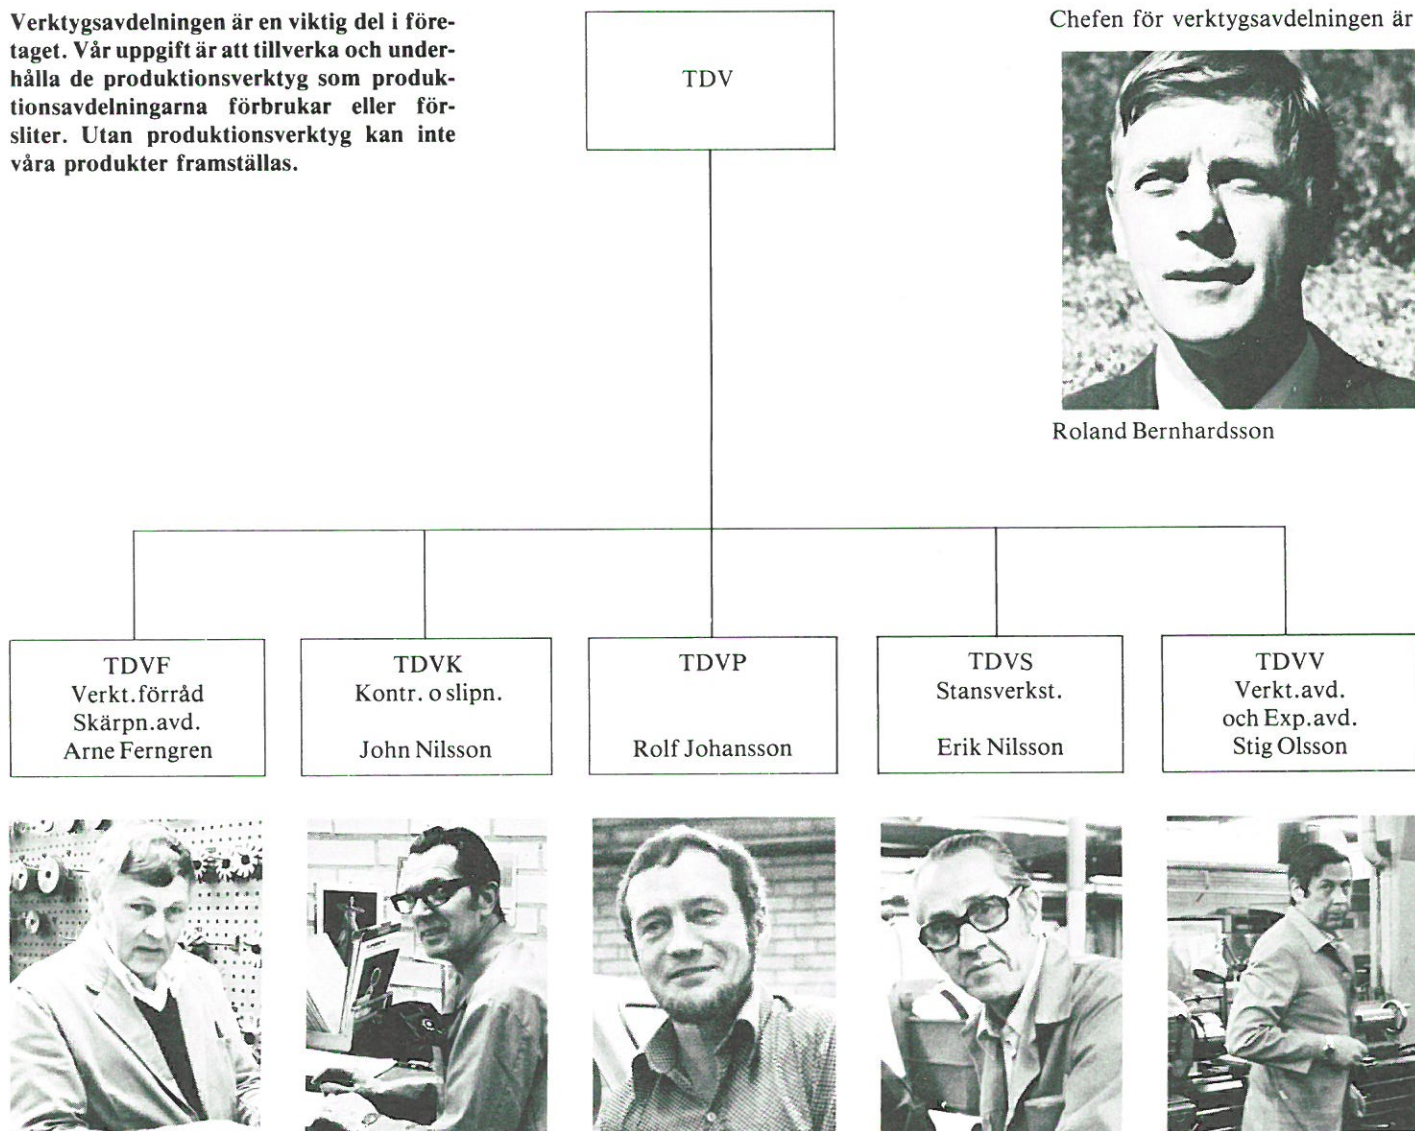 Verktygsavdelningen är en viktig del i före-
taget. Vår uppgift är att tillverka och under-
hålla de produktionsverktyg som produk-
tionsavdelningarna förbrukar eller för-
sliter. Utan produktionsverktyg kan inte
våra produkter framställas.
TDV
Chefen för verktygsavdelningen är
Roland Bernhardsson
TDVF
Verkt.förråd
Skärpn.avd.
Arne Ferngren
TDVK
Kontr. o slipn.
John Nilsson
TDVP
Rolf Johansson
TDVS
Stansverkst.
Erik Nilsson
TDVV
Verkt.avd.
och Exp.avd.
Stig Olsson